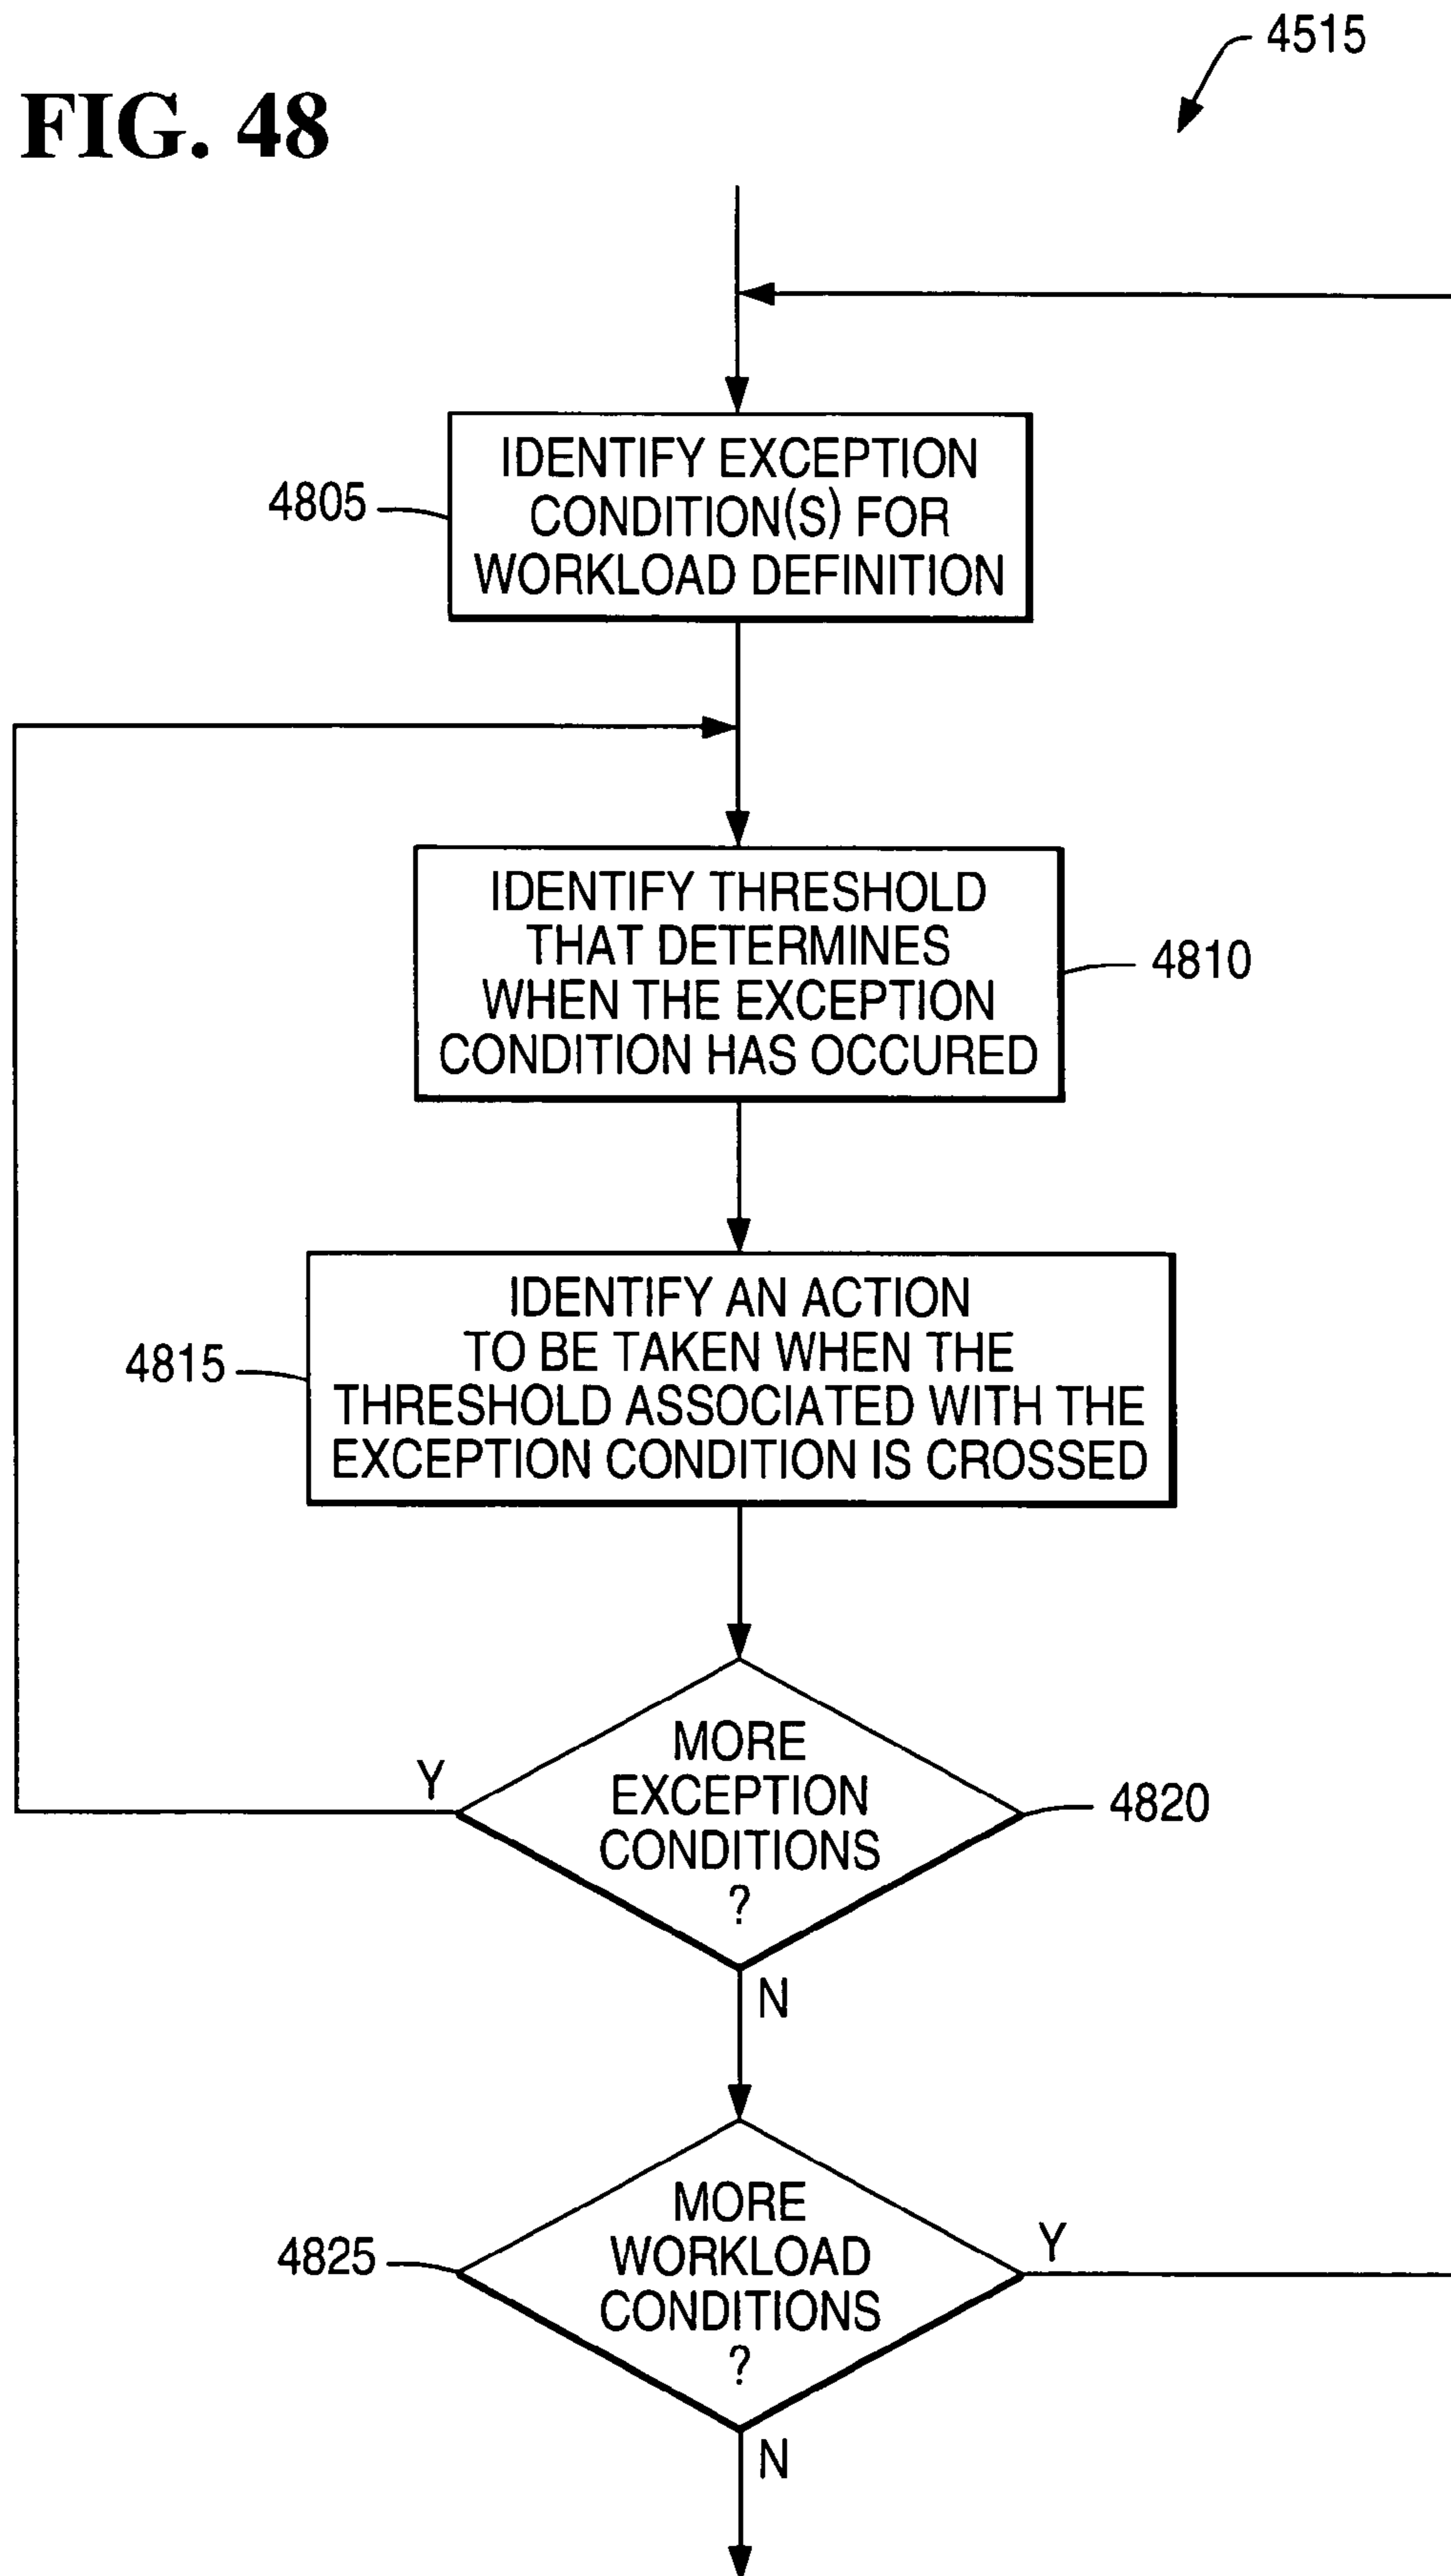 4515
FIG. 48
IDENTIFY EXCEPTION
CONDITION(S) FOR
WORKLOAD DEFINITION
4805
IDENTIFY THRESHOLD
THAT DETERMINES
WHEN THE EXCEPTION
CONDITION HAS OCCURED
4810
IDENTIFY AN ACTION
TO BE TAKEN WHEN THE
THRESHOLD ASSOCIATED WITH THE
EXCEPTION CONDITION IS CROSSED
4815
MORE
EXCEPTION
CONDITIONS
?
Y
4820
N
MORE
WORKLOAD
CONDITIONS
?
4825
Y
N